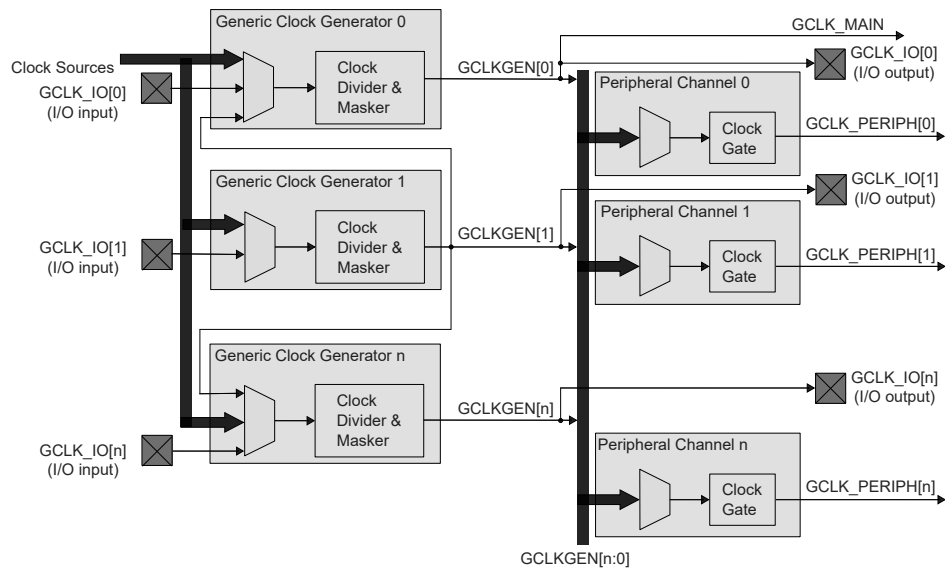 Generic Clock Generator 0
GCLK_MAIN
Clock Sources
GCLK_IO[0]
(I/O input)
Clock
Divider &
Masker
GCLKGEN[0]
GCLK_IO[0]
(I/O output)
Peripheral Channel 0
Clock
Gate
GCLK_PERIPH[0]
Generic Clock Generator 1
GCLK_IO[1]
(I/O input)
Clock
Divider &
Masker
GCLKGEN[1]
GCLK_IO[1]
(I/O output)
Peripheral Channel 1
Clock
Gate
GCLK_PERIPH[1]
Generic Clock Generator n
GCLK_IO[n]
(I/O input)
Clock
Divider &
Masker
GCLKGEN[n]
GCLK_IO[n]
(I/O output)
Peripheral Channel n
Clock
Gate
GCLK_PERIPH[n]
GCLKGEN[n:0]